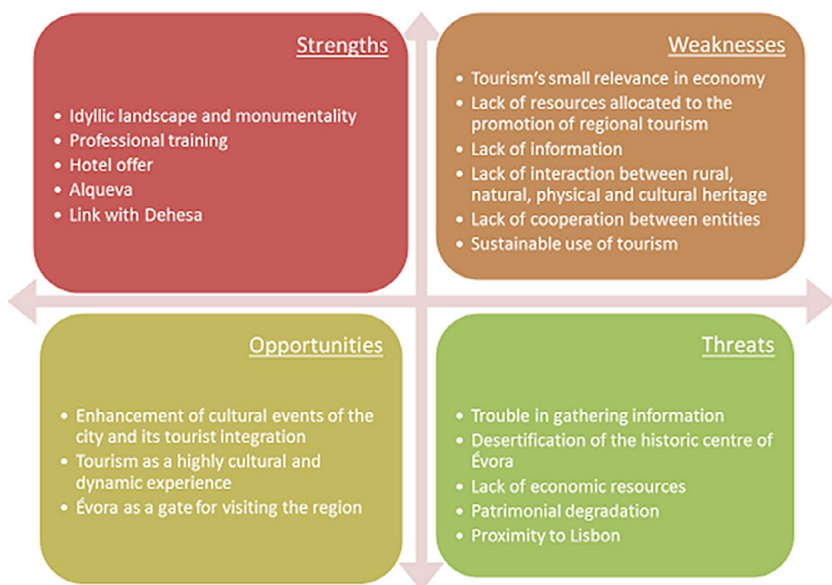 Strengths
• Idyllic landscape and monumentality
• Professional training
• Hotel offer
• Alqueva
• Link with Dehesa
Weaknesses
• Tourism's small relevance in economy
• Lack of resources allocated to the
promotion of regional tourism
• Lack of information
• Lack of interaction between rural,
natural, physical and cultural heritage
• Lack of cooperation between entities
• Sustainable use of tourism
Opportunities
• Enhancement of cultural events of the
city and its tourist integration
• Tourism as a highly cultural and
dynamic experience
• Évora as a gate for visiting the region
Threats
• Trouble in gathering information
• Desertification of the historic centre of
Évora
• Lack of economic resources
• Patrimonial degradation
• Proximity to Lisbon